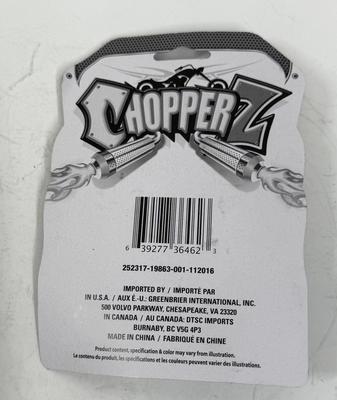 CHOPPERZ
6 39277 36462 3
252317-19863-001-112016
IMPORTED BY / IMPORTÉ PAR
IN U.S.A. / AUX É.-U.: GREENBRIER INTERNATIONAL, INC.
500 VOLVO PARKWAY, CHESAPEAKE, VA 23320
IN CANADA / AU CANADA: DTSC IMPORTS
BURNABY, BC V5G 4P3
MADE IN CHINA / FABRIQUÉ EN CHINE
Product content, specification & color may vary from illustration.
Le contenu du produit, les spécifications et les couleurs peuvent varier des illustrations.